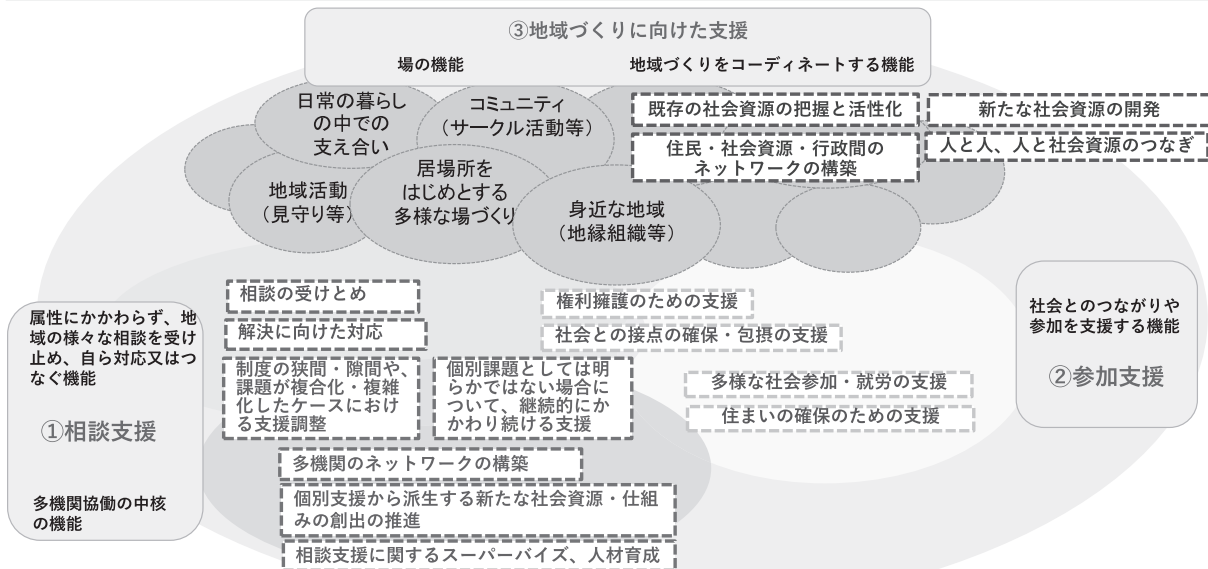 ③地域づくりに向けた支援
場の機能
地域づくりをコーディネートする機能
日常の暮らし
の中での
支え合い
コミュニティ
（サークル活動等）
既存の社会資源の把握と活性化
新たな社会資源の開発
住民・社会資源・行政間の
ネットワークの構築
人と人、人と社会資源のつなぎ
地域活動
（見守り等）
居場所を
はじめとする
多様な場づくり
身近な地域
（地縁組織等）
属性にかかわらず、地
域の様々な相談を受け
止め、自ら対応又はつ
なぐ機能
①相談支援
多機関協働の中核
の機能
相談の受けとめ
解決に向けた対応
制度の狭間・隙間や、
課題が複合化・複雑
化したケースにおけ
る支援調整
個別課題としては明
らかではない場合に
ついて、継続的にか
かわり続ける支援
多機関のネットワークの構築
個別支援から派生する新たな社会資源・仕組
みの創出の推進
相談支援に関するスーパーバイズ、人材育成
権利擁護のための支援
社会との接点の確保・包摂の支援
多様な社会参加・就労の支援
住まいの確保のための支援
社会とのつながりや
参加を支援する機能
②参加支援